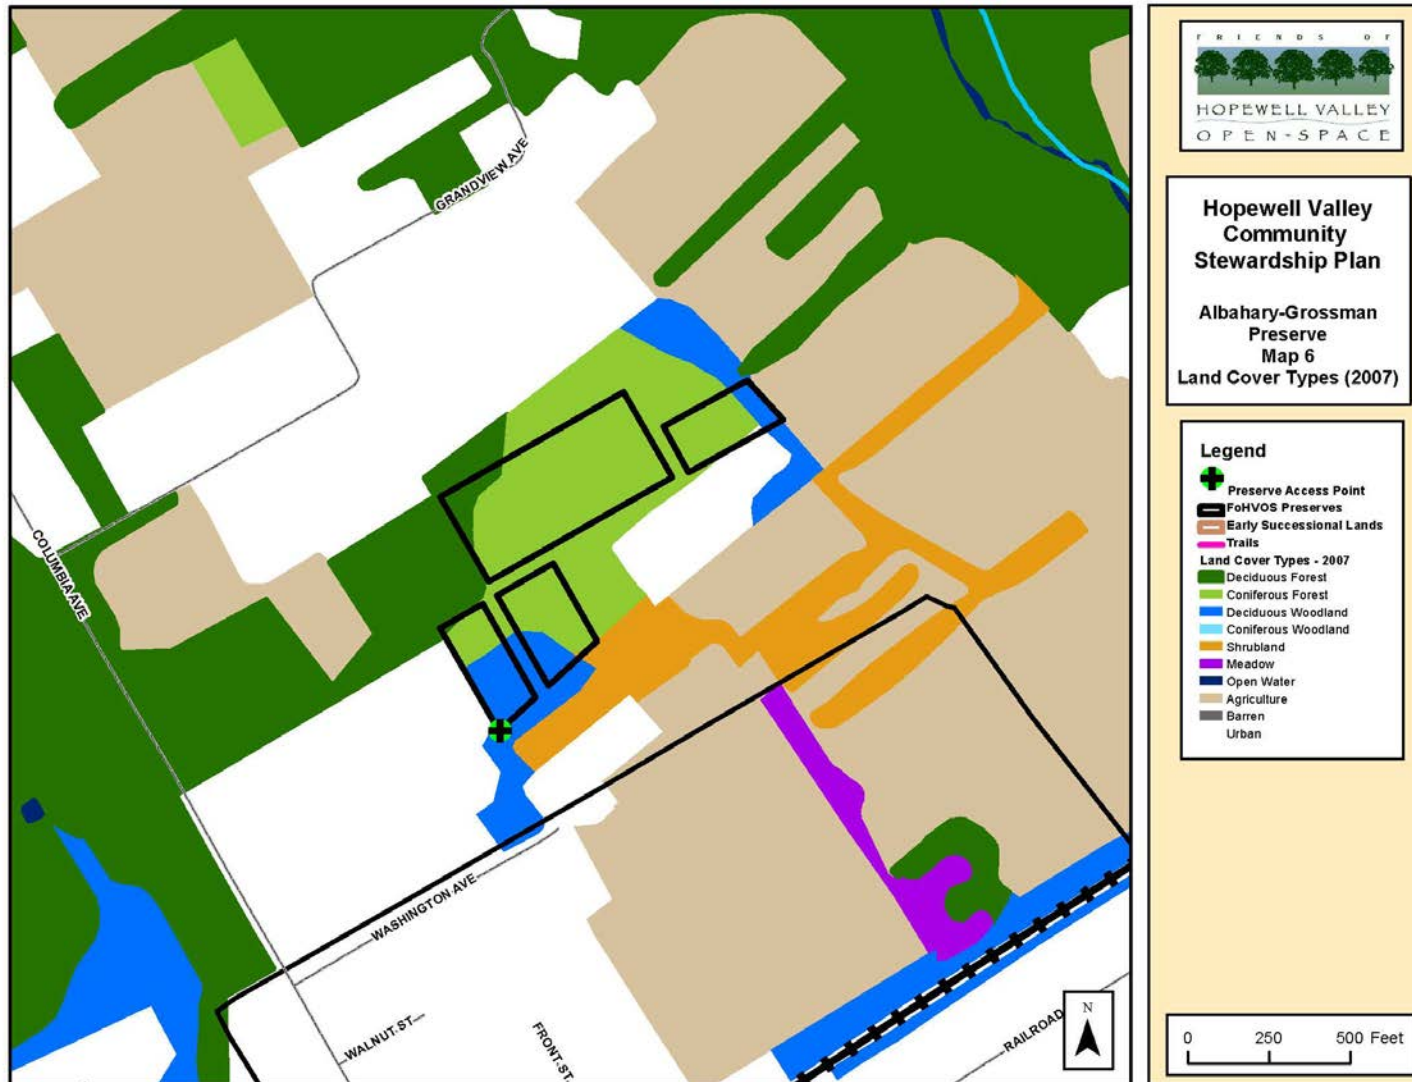 GRANDVIEW AVE
COLUMBIA AVE
WASHINGTON AVE
WALNUT ST
FRONT ST
RAILROAD
N
FRIENDS OF
HOPEWELL VALLEY
OPEN-SPACE
Hopewell Valley
Community
Stewardship Plan
Albahary-Grossman
Preserve
Map 6
Land Cover Types (2007)
Legend
Preserve Access Point
FoHVOS Preserves
Early Successional Lands
Trails
Land Cover Types - 2007
Deciduous Forest
Coniferous Forest
Deciduous Woodland
Coniferous Woodland
Shrubland
Meadow
Open Water
Agriculture
Barren
Urban
0 250 500 Feet